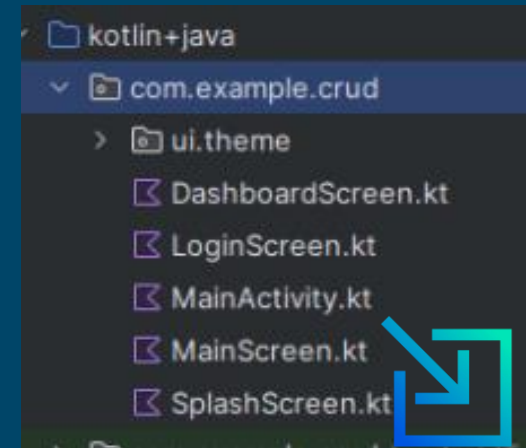 kotlin+java
com.example.crud
ui.theme
DashboardScreen.kt
LoginScreen.kt
MainActivity.kt
MainScreen.kt
SplashScreen.kt